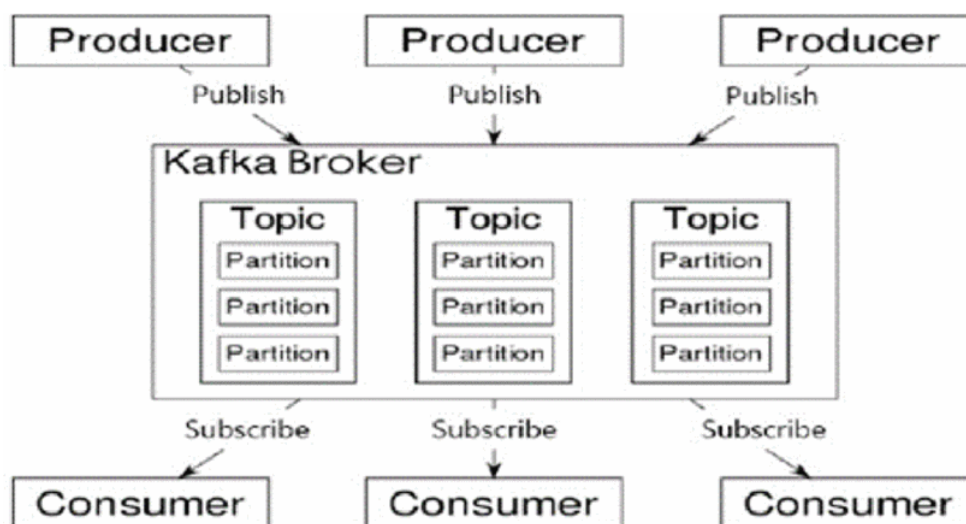 Producer Producer Producer
Publish Publish Publish
Kafka Broker
Topic Topic Topic
Partition Partition Partition
Partition Partition Partition
Partition Partition Partition
Subscribe Subscribe Subscribe
Consumer Consumer Consumer